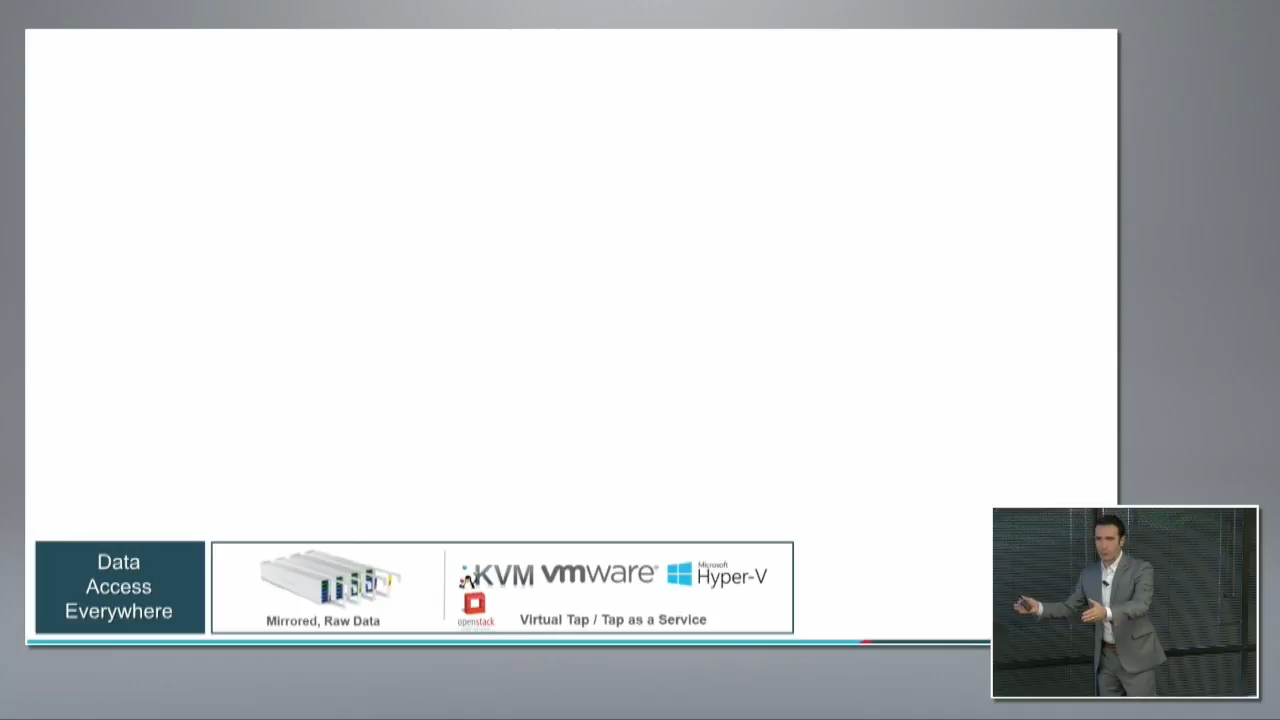 Data
Access
Everywhere
Mirrored, Raw Data
KVM
vmware
Microsoft
Hyper-V
openstack
Virtual Tap / Tap as a Service